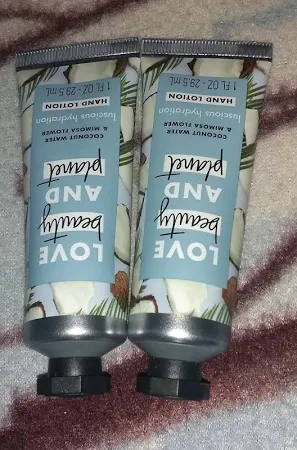 LOVE
beauty
AND
planet
COCONUT WATER
& MIMOSA FLOWER
luscious hydration
HAND LOTION
1 FL OZ - 29.5 mL
LOVE
beauty
AND
planet
COCONUT WATER
& MIMOSA FLOWER
luscious hydration
HAND LOTION
1 FL OZ - 29.5 mL